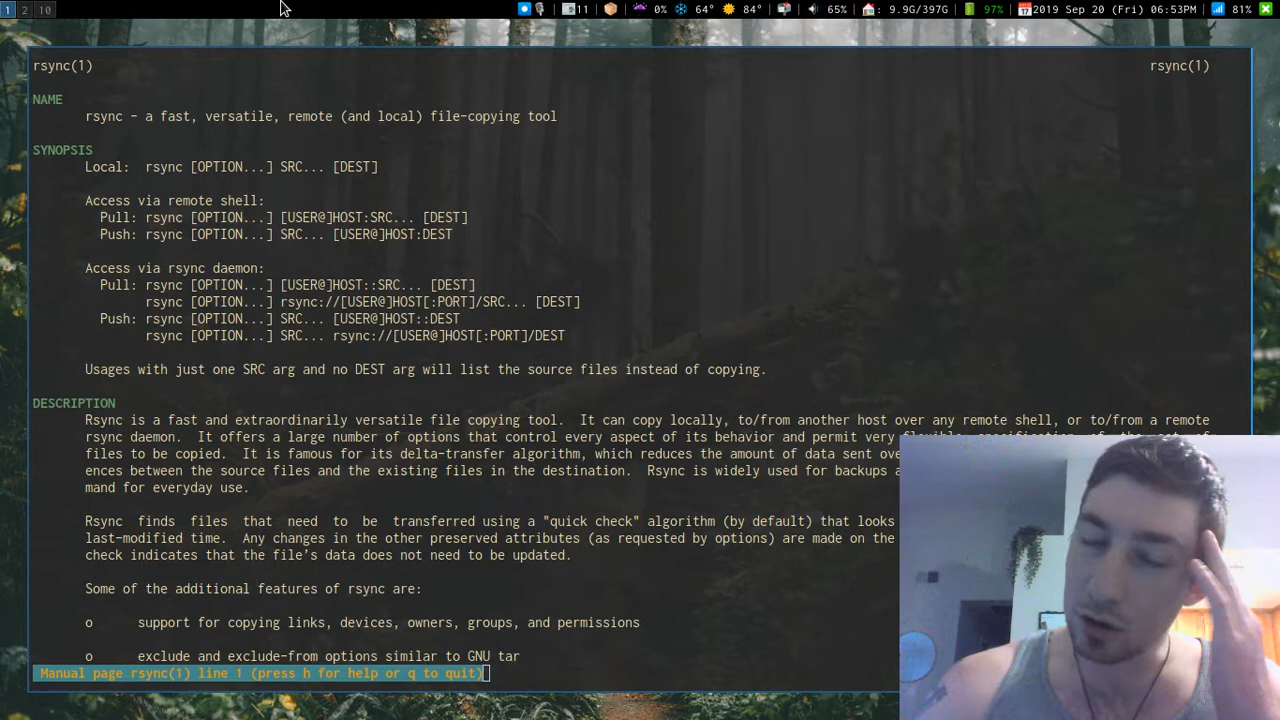 1 2 10 11 0% 64° 84° 65% : 9.9G/397G 97% 2019 Sep 20 (Fri) 06:53PM 81%
rsync(1) rsync(1)
NAME
rsync - a fast, versatile, remote (and local) file-copying tool
SYNOPSIS
Local: rsync [OPTION...] SRC... [DEST]
Access via remote shell:
Pull: rsync [OPTION...] [USER@]HOST:SRC... [DEST]
Push: rsync [OPTION...] SRC... [USER@]HOST:DEST
Access via rsync daemon:
Pull: rsync [OPTION...] [USER@]HOST::SRC... [DEST]
rsync [OPTION...] rsync://[USER@]HOST[:PORT]/SRC... [DEST]
Push: rsync [OPTION...] SRC... [USER@]HOST::DEST
rsync [OPTION...] SRC... rsync://[USER@]HOST[:PORT]/DEST
Usages with just one SRC arg and no DEST arg will list the source files instead of copying.
DESCRIPTION
Rsync is a fast and extraordinarily versatile file copying tool. It can copy locally, to/from another host over any remote shell, or to/from a remote
rsync daemon. It offers a large number of options that control every aspect of its behavior and permit very
files to be copied. It is famous for its delta-transfer algorithm, which reduces the amount of data sent
ences between the source files and the existing files in the destination. Rsync is widely used for backups
mand for everyday use.
Rsync finds files that need to be transferred using a "quick check" algorithm (by default) that looks
last-modified time. Any changes in the other preserved attributes (as requested by options) are made on the
check indicates that the file's data does not need to be updated.
Some of the additional features of rsync are:
o support for copying links, devices, owners, groups, and permissions
o exclude and exclude-from options similar to GNU tar
Manual page rsync(1) line 1 (press h for help or q to quit)